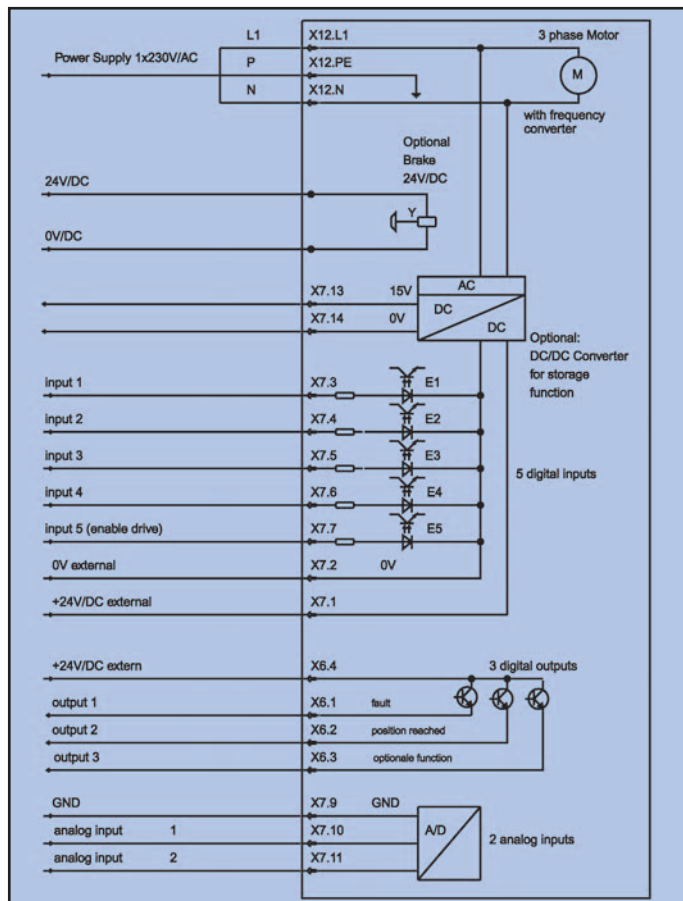 L1 X12.L1 3 phase Motor
Power Supply 1x230V/AC P X12.PE M
N X12.N
with frequency
converter
Optional
Brake
24V/DC
24V/DC
Y
0V/DC
X7.13 15V AC
DC
X7.14 0V DC
Optional:
DC/DC Converter
for storage
function
input 1 X7.3 E1
input 2 X7.4 E2
input 3 X7.5 E3
input 4 X7.6 E4 5 digital inputs
input 5 (enable drive) X7.7 E5
0V external X7.2 0V
+24V/DC external X7.1
+24V/DC extern X6.4 3 digital outputs
output 1 X6.1 fault
output 2 X6.2 position reached
output 3 X6.3 optionale function
GND X7.9 GND
analog input 1 X7.10 A/D 2 analog inputs
analog input 2 X7.11